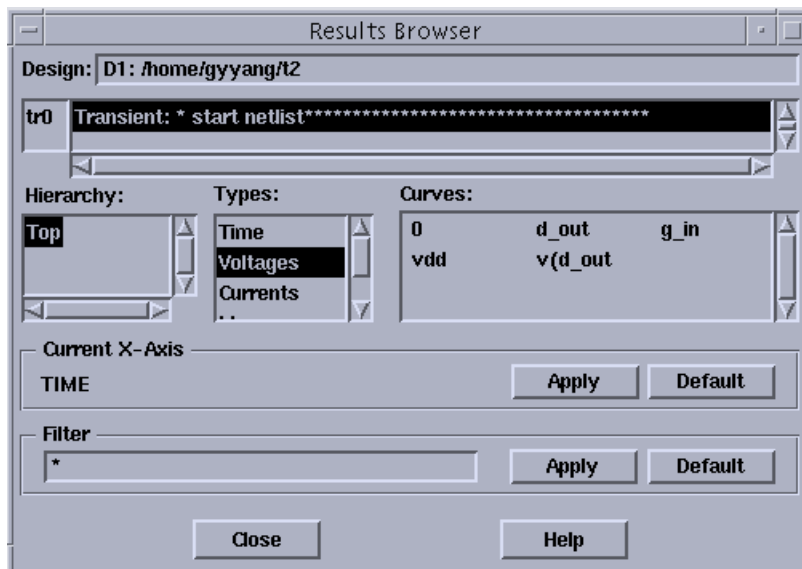 Results Browser
Design: D1: /home/gyyang/t2
tr0 Transient: * start netlist************************************
Hierarchy: Types: Curves:
Top Time 0 d_out g_in
Voltages vdd v(d_out
Currents
Current X-Axis
TIME Apply Default
Filter
* Apply Default
Close Help